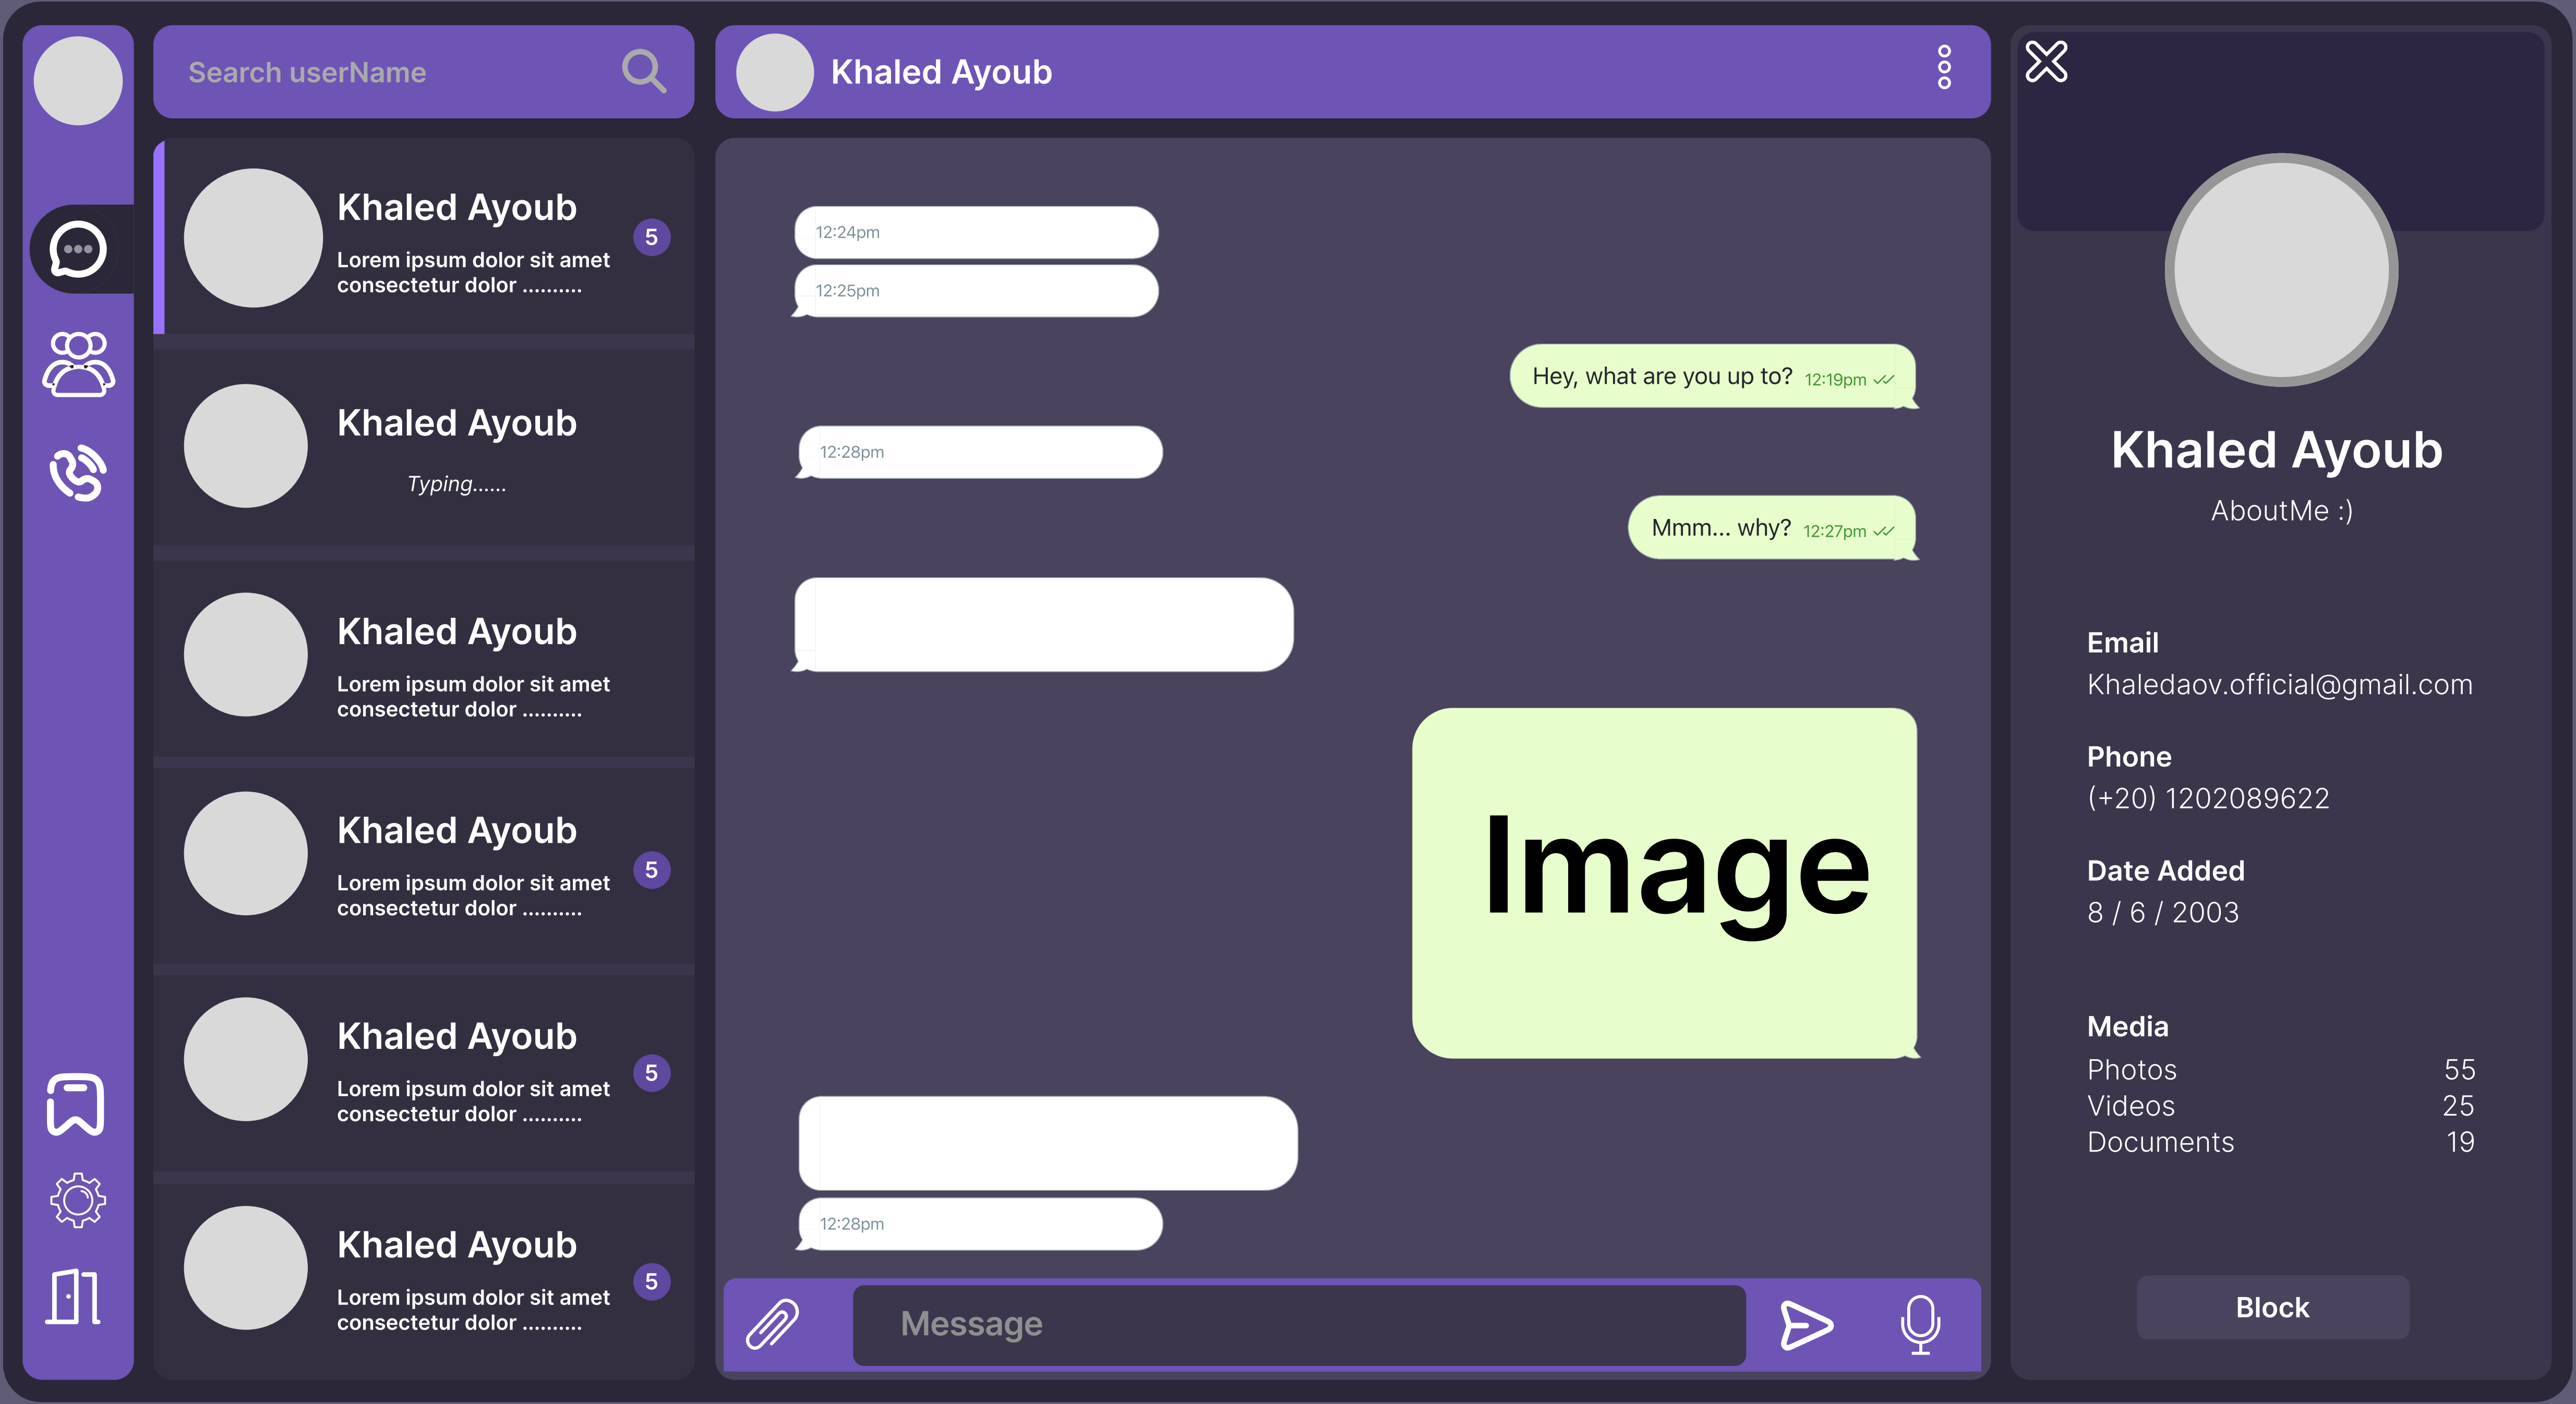 Search userName
Khaled Ayoub
Lorem ipsum dolor sit amet
consectetur dolor ..........
5
Khaled Ayoub
Typing......
Khaled Ayoub
Lorem ipsum dolor sit amet
consectetur dolor ..........
Khaled Ayoub
Lorem ipsum dolor sit amet
consectetur dolor ..........
5
Khaled Ayoub
Lorem ipsum dolor sit amet
consectetur dolor ..........
5
Khaled Ayoub
Lorem ipsum dolor sit amet
consectetur dolor ..........
5
Khaled Ayoub
12:24pm
12:25pm
Hey, what are you up to? 12:19pm
12:28pm
Mmm... why? 12:27pm
Image
12:28pm
Message
Khaled Ayoub
AboutMe :)
Email
Khaledaov.official@gmail.com
Phone
(+20) 1202089622
Date Added
8 / 6 / 2003
Media
Photos 55
Videos 25
Documents 19
Block